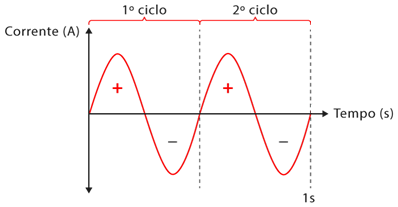 1º ciclo
2º ciclo
Corrente (A)
+
+
Tempo (s)
–
–
1s